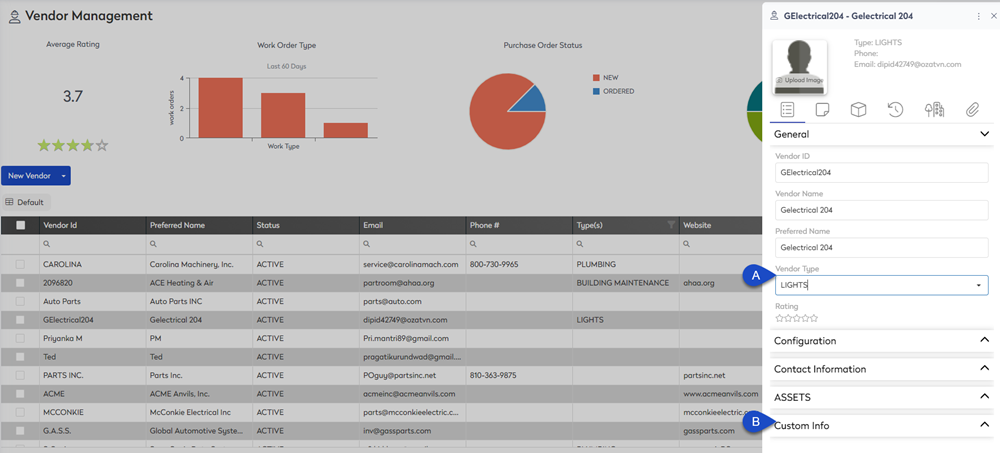 Vendor Management
Average Rating
3.7
Work Order Type
Last 60 Days
work orders
4
2
0
Work Type
Purchase Order Status
NEW
ORDERED
New Vendor
Default
Vendor Id Preferred Name Status Email Phone # Type(s) Website
CAROLINA Carolina Machinery, Inc. ACTIVE service@carolinamach.com 800-730-9965 PLUMBING
2096820 ACE Heating & Air ACTIVE partroom@ahaa.org BUILDING MAINTENANCE ahaa.org
Auto Parts Auto Parts INC ACTIVE parts@auto.com
GElectrical204 Gelectrical 204 ACTIVE dipid42749@ozatvn.com LIGHTS
Priyanka M PM ACTIVE Pri.mantri89@gmail.com
Ted Ted ACTIVE pragatikurundwad@gmail....
PARTS INC. Parts Inc. ACTIVE POguy@partsinc.net 810-363-9875 partsinc.net
ACME ACME Anvils, Inc. ACTIVE acmeinc@acmeanvils.com www.acmeanvils.com
MCCONKIE McConkie Electrical Inc ACTIVE parts@mcconkieelectric.c... mcconkieelectric.c
G.A.S.S. Global Automotive Syste... ACTIVE inv@gassparts.com gassparts.com
GElectrical204 - Gelectrical 204
Upload Image
Type: LIGHTS
Phone:
Email: dipid42749@ozatvn.com
General
Vendor ID
GElectrical204
Vendor Name
Gelectrical 204
Preferred Name
Gelectrical 204
A
Vendor Type
LIGHTS
Rating
Configuration
Contact Information
ASSETS
B
Custom Info